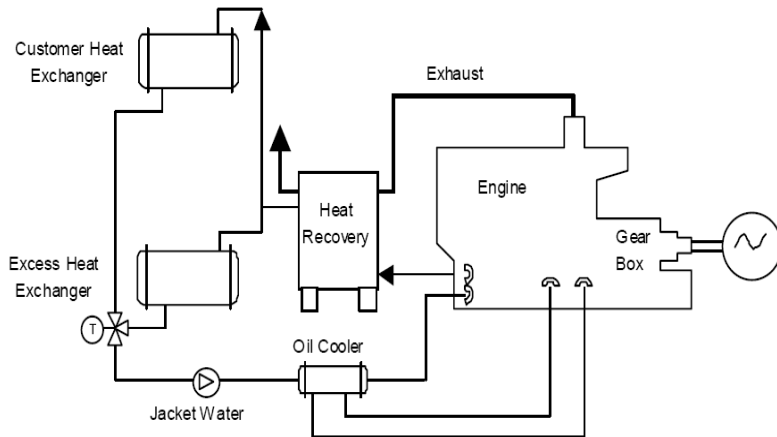 Customer Heat
Exchanger
Exhaust
Engine
Heat
Recovery
Gear
Box
Excess Heat
Exchanger
T
Oil Cooler
Jacket Water